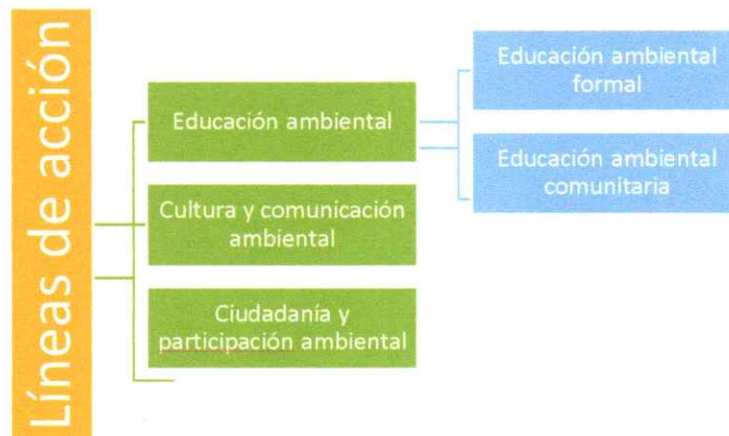 Líneas de acción
Educación ambiental
Cultura y comunicación
ambiental
Ciudadanía y
participación ambiental
Educación ambiental
formal
Educación ambiental
comunitaria